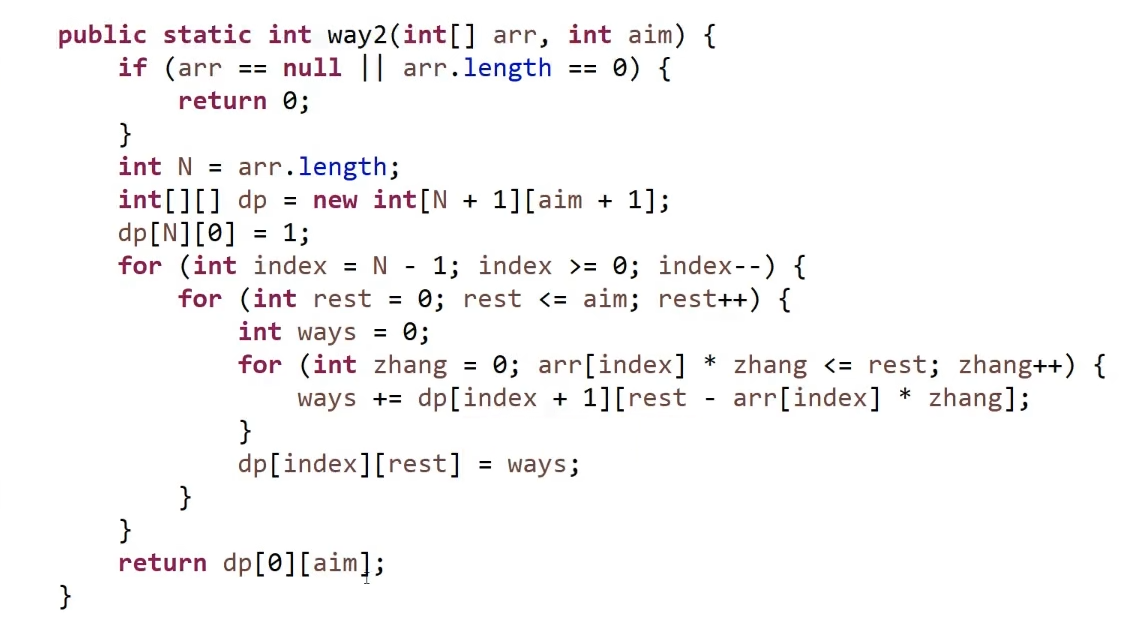 public static int way2(int[] arr, int aim) {
if (arr == null || arr.length == 0) {
return 0;
}
int N = arr.length;
int[][] dp = new int[N + 1][aim + 1];
dp[N][0] = 1;
for (int index = N - 1; index >= 0; index--) {
for (int rest = 0; rest <= aim; rest++) {
int ways = 0;
for (int zhang = 0; arr[index] * zhang <= rest; zhang++) {
ways += dp[index + 1][rest - arr[index] * zhang];
}
dp[index][rest] = ways;
}
}
return dp[0][aim];
}